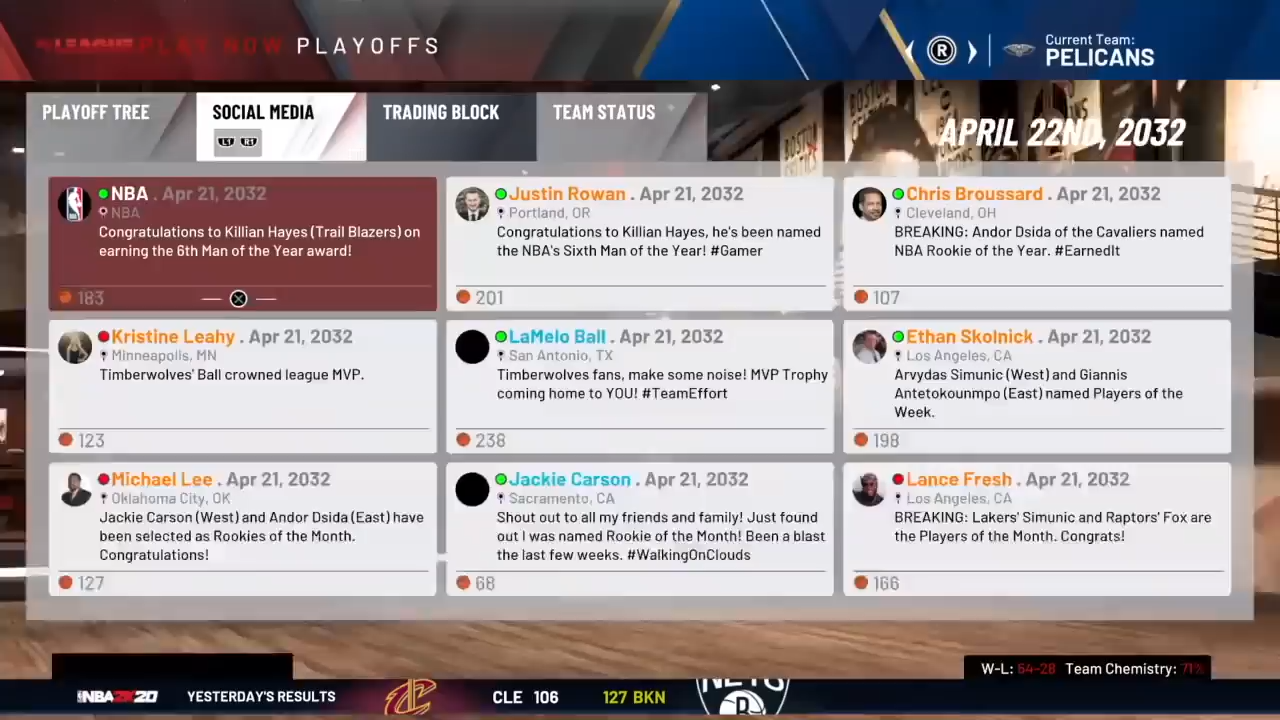 PLAY NOW PLAYOFFS
R
Current Team:
PELICANS
PLAYOFF TREE
SOCIAL MEDIA
TRADING BLOCK
TEAM STATUS
L1 R1
BOSTON
APRIL 22ND, 2032
NBA . Apr 21, 2032
NBA
Congratulations to Killian Hayes (Trail Blazers) on
earning the 6th Man of the Year award!
183
Justin Rowan . Apr 21, 2032
Portland, OR
Congratulations to Killian Hayes, he's been named
the NBA's Sixth Man of the Year! #Gamer
201
Chris Broussard . Apr 21, 2032
Cleveland, OH
BREAKING: Andor Dsida of the Cavaliers named
NBA Rookie of the Year. #EarnedIt
107
Kristine Leahy . Apr 21, 2032
Minneapolis, MN
Timberwolves' Ball crowned league MVP.
123
LaMelo Ball . Apr 21, 2032
San Antonio, TX
Timberwolves fans, make some noise! MVP Trophy
coming home to YOU! #TeamEffort
238
Ethan Skolnick . Apr 21, 2032
Los Angeles, CA
Arvydas Simunic (West) and Giannis
Antetokounmpo (East) named Players of the
Week.
198
Michael Lee . Apr 21, 2032
Oklahoma City, OK
Jackie Carson (West) and Andor Dsida (East) have
been selected as Rookies of the Month.
Congratulations!
127
Jackie Carson . Apr 21, 2032
Sacramento, CA
Shout out to all my friends and family! Just found
out I was named Rookie of the Month! Been a blast
the last few weeks. #WalkingOnClouds
68
Lance Fresh . Apr 21, 2032
Los Angeles, CA
BREAKING: Lakers' Simunic and Raptors' Fox are
the Players of the Month. Congrats!
166
W-L: 54-28 Team Chemistry: 71%
NBA 2K20 YESTERDAY'S RESULTS CLE 106 127 BKN NETS B